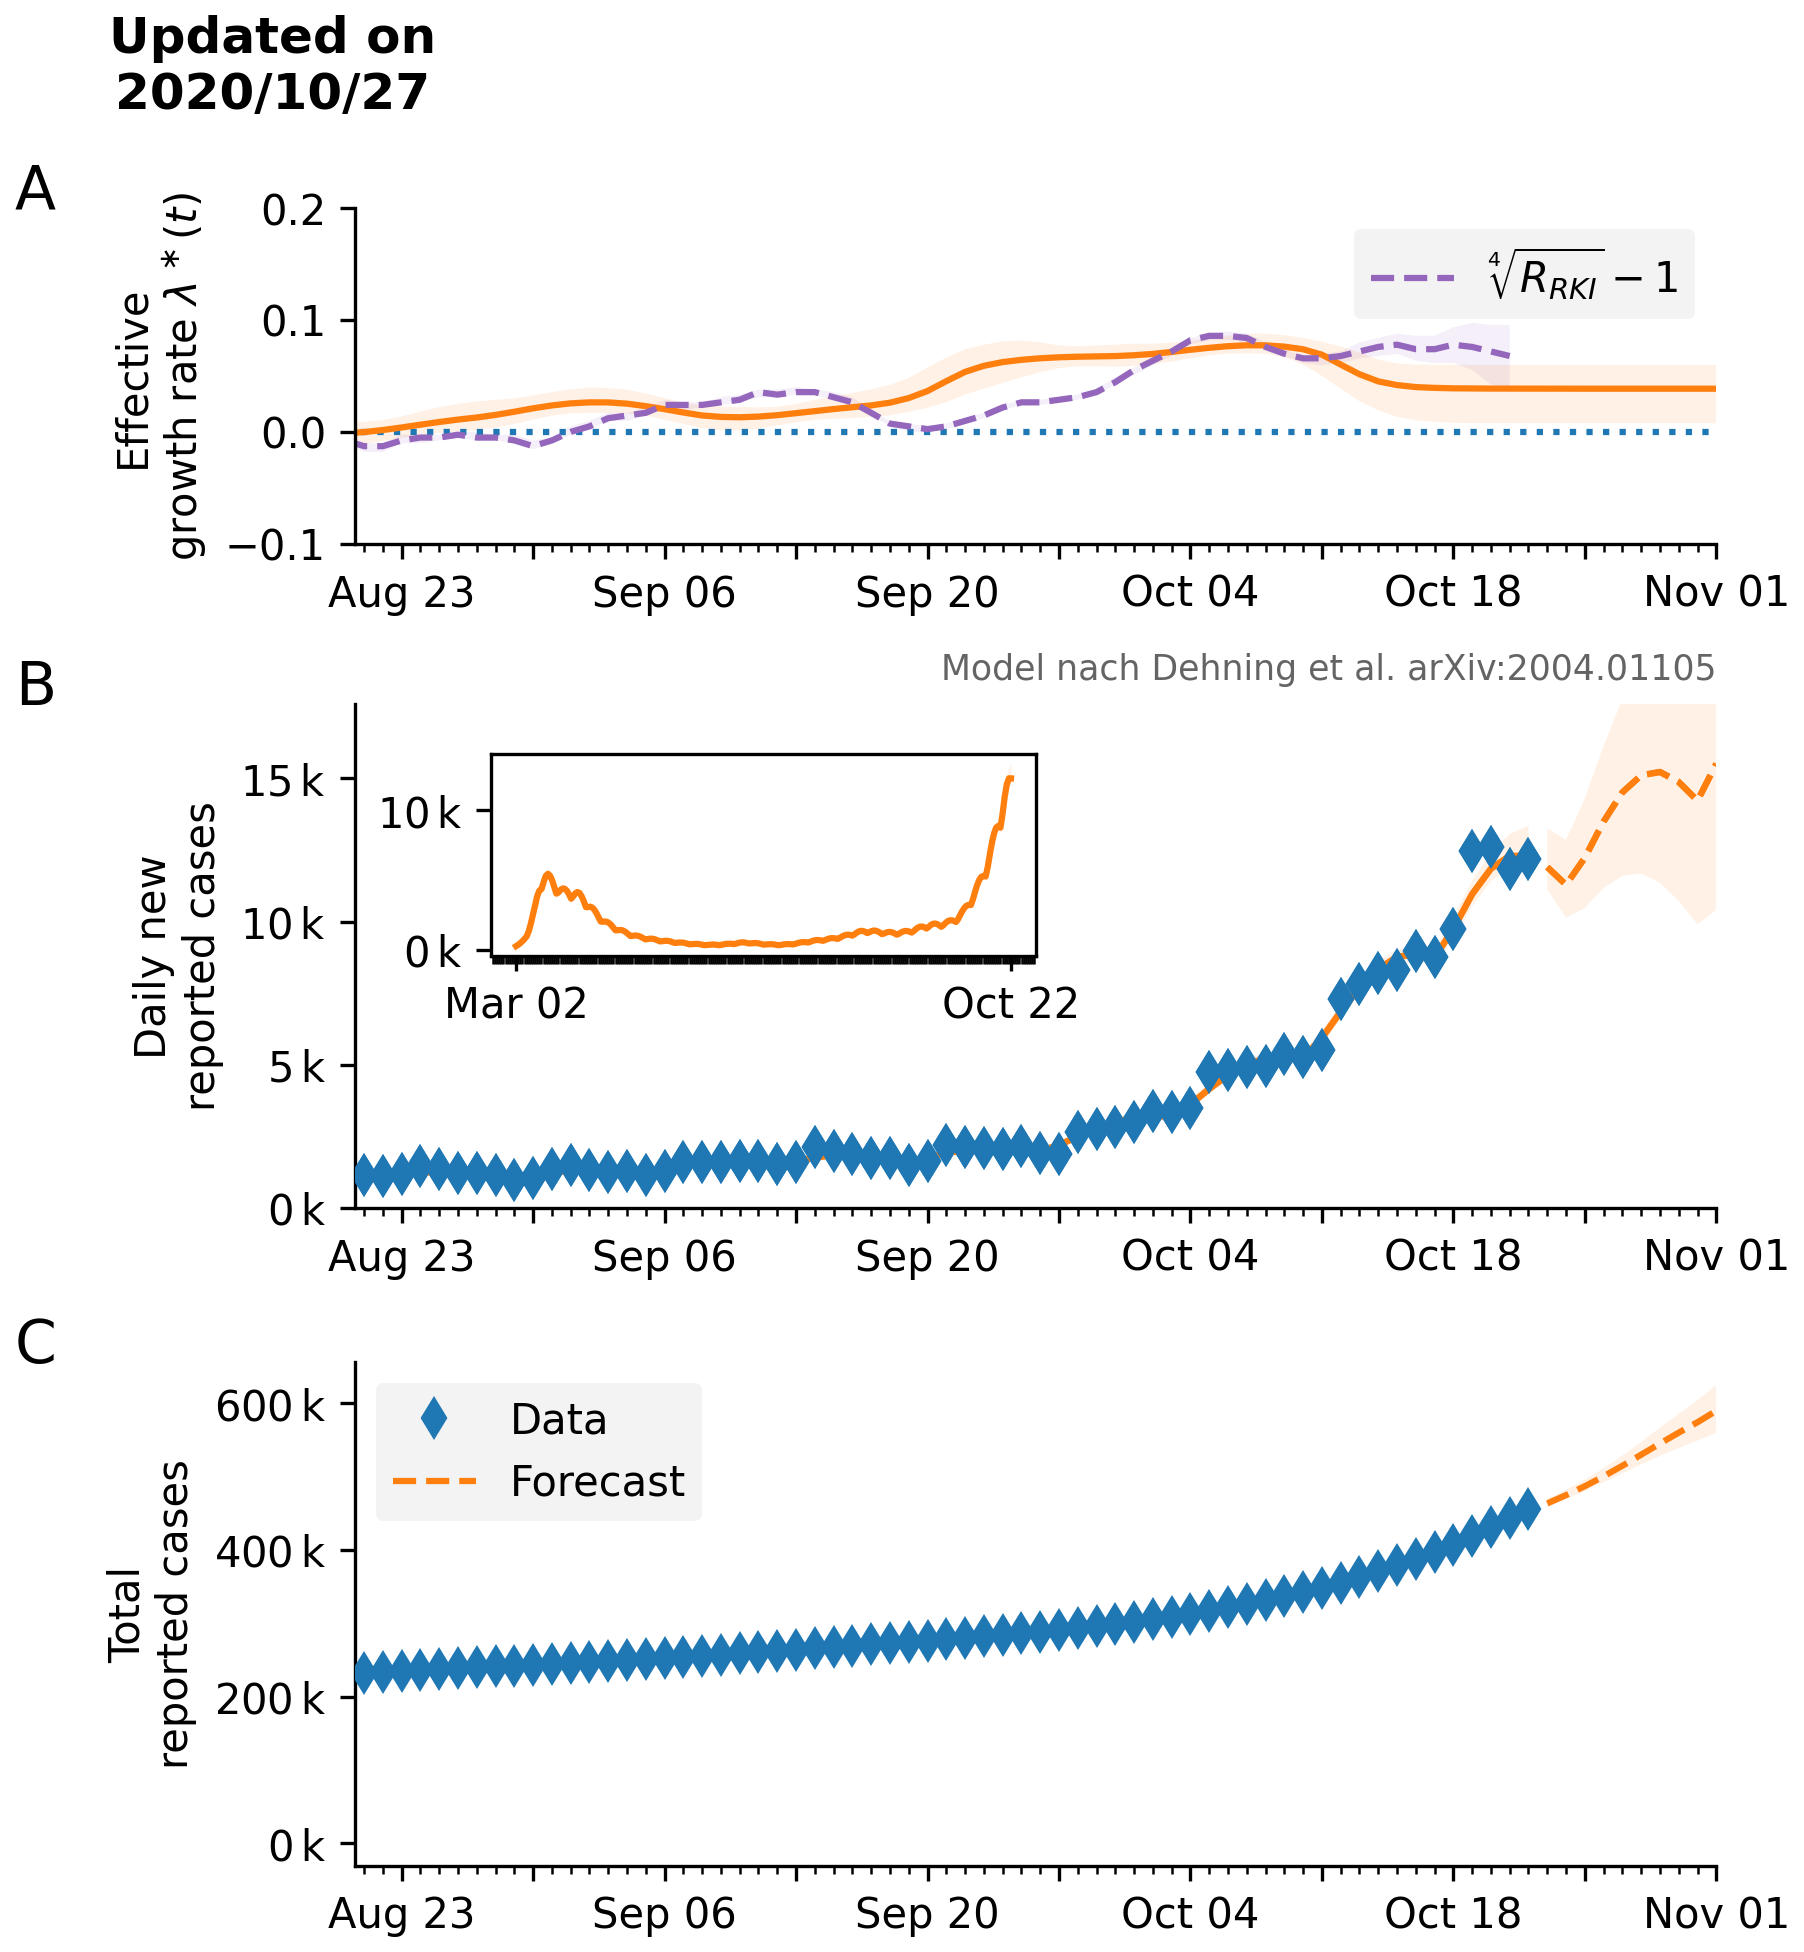 Updated on
2020/10/27
A
Effective
growth rate λ * (t)
0.2
0.1
0.0
−0.1
∜R_RKI − 1
Aug 23 Sep 06 Sep 20 Oct 04 Oct 18 Nov 01
B
Model nach Dehning et al. arXiv:2004.01105
Daily new
reported cases
15 k
10 k
5 k
0 k
10 k
0 k
Mar 02 Oct 22
Aug 23 Sep 06 Sep 20 Oct 04 Oct 18 Nov 01
C
Total
reported cases
600 k
400 k
200 k
0 k
Data
Forecast
Aug 23 Sep 06 Sep 20 Oct 04 Oct 18 Nov 01